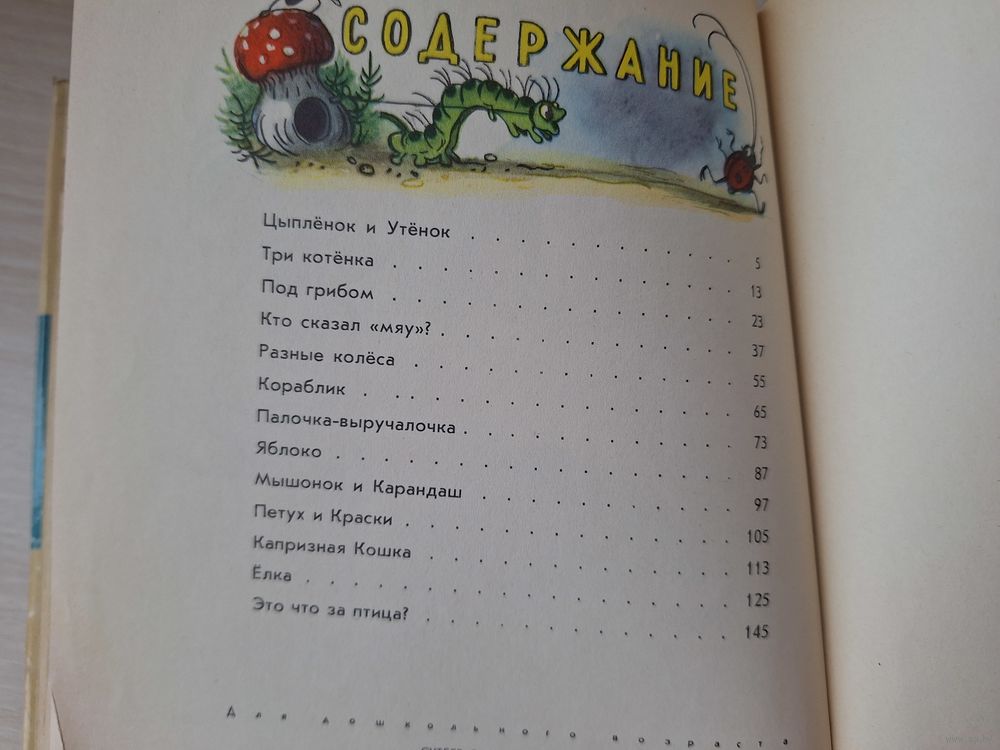 СОДЕРЖАНИЕ
Цыплёнок и Утёнок . . . . . . . . . . . 5
Три котёнка . . . . . . . . . . . . . 13
Под грибом . . . . . . . . . . . . . 23
Кто сказал «мяу»? . . . . . . . . . . . . 37
Разные колёса . . . . . . . . . . . . 55
Кораблик . . . . . . . . . . . . . 65
Палочка-выручалочка . . . . . . . . . . . 73
Яблоко . . . . . . . . . . . . . . 87
Мышонок и Карандаш . . . . . . . . . . 97
Петух и Краски . . . . . . . . . . . . 105
Капризная Кошка . . . . . . . . . . . 113
Ёлка . . . . . . . . . . . . . . . 125
Это что за птица? . . . . . . . . . . . 145
Для дошкольного возраста